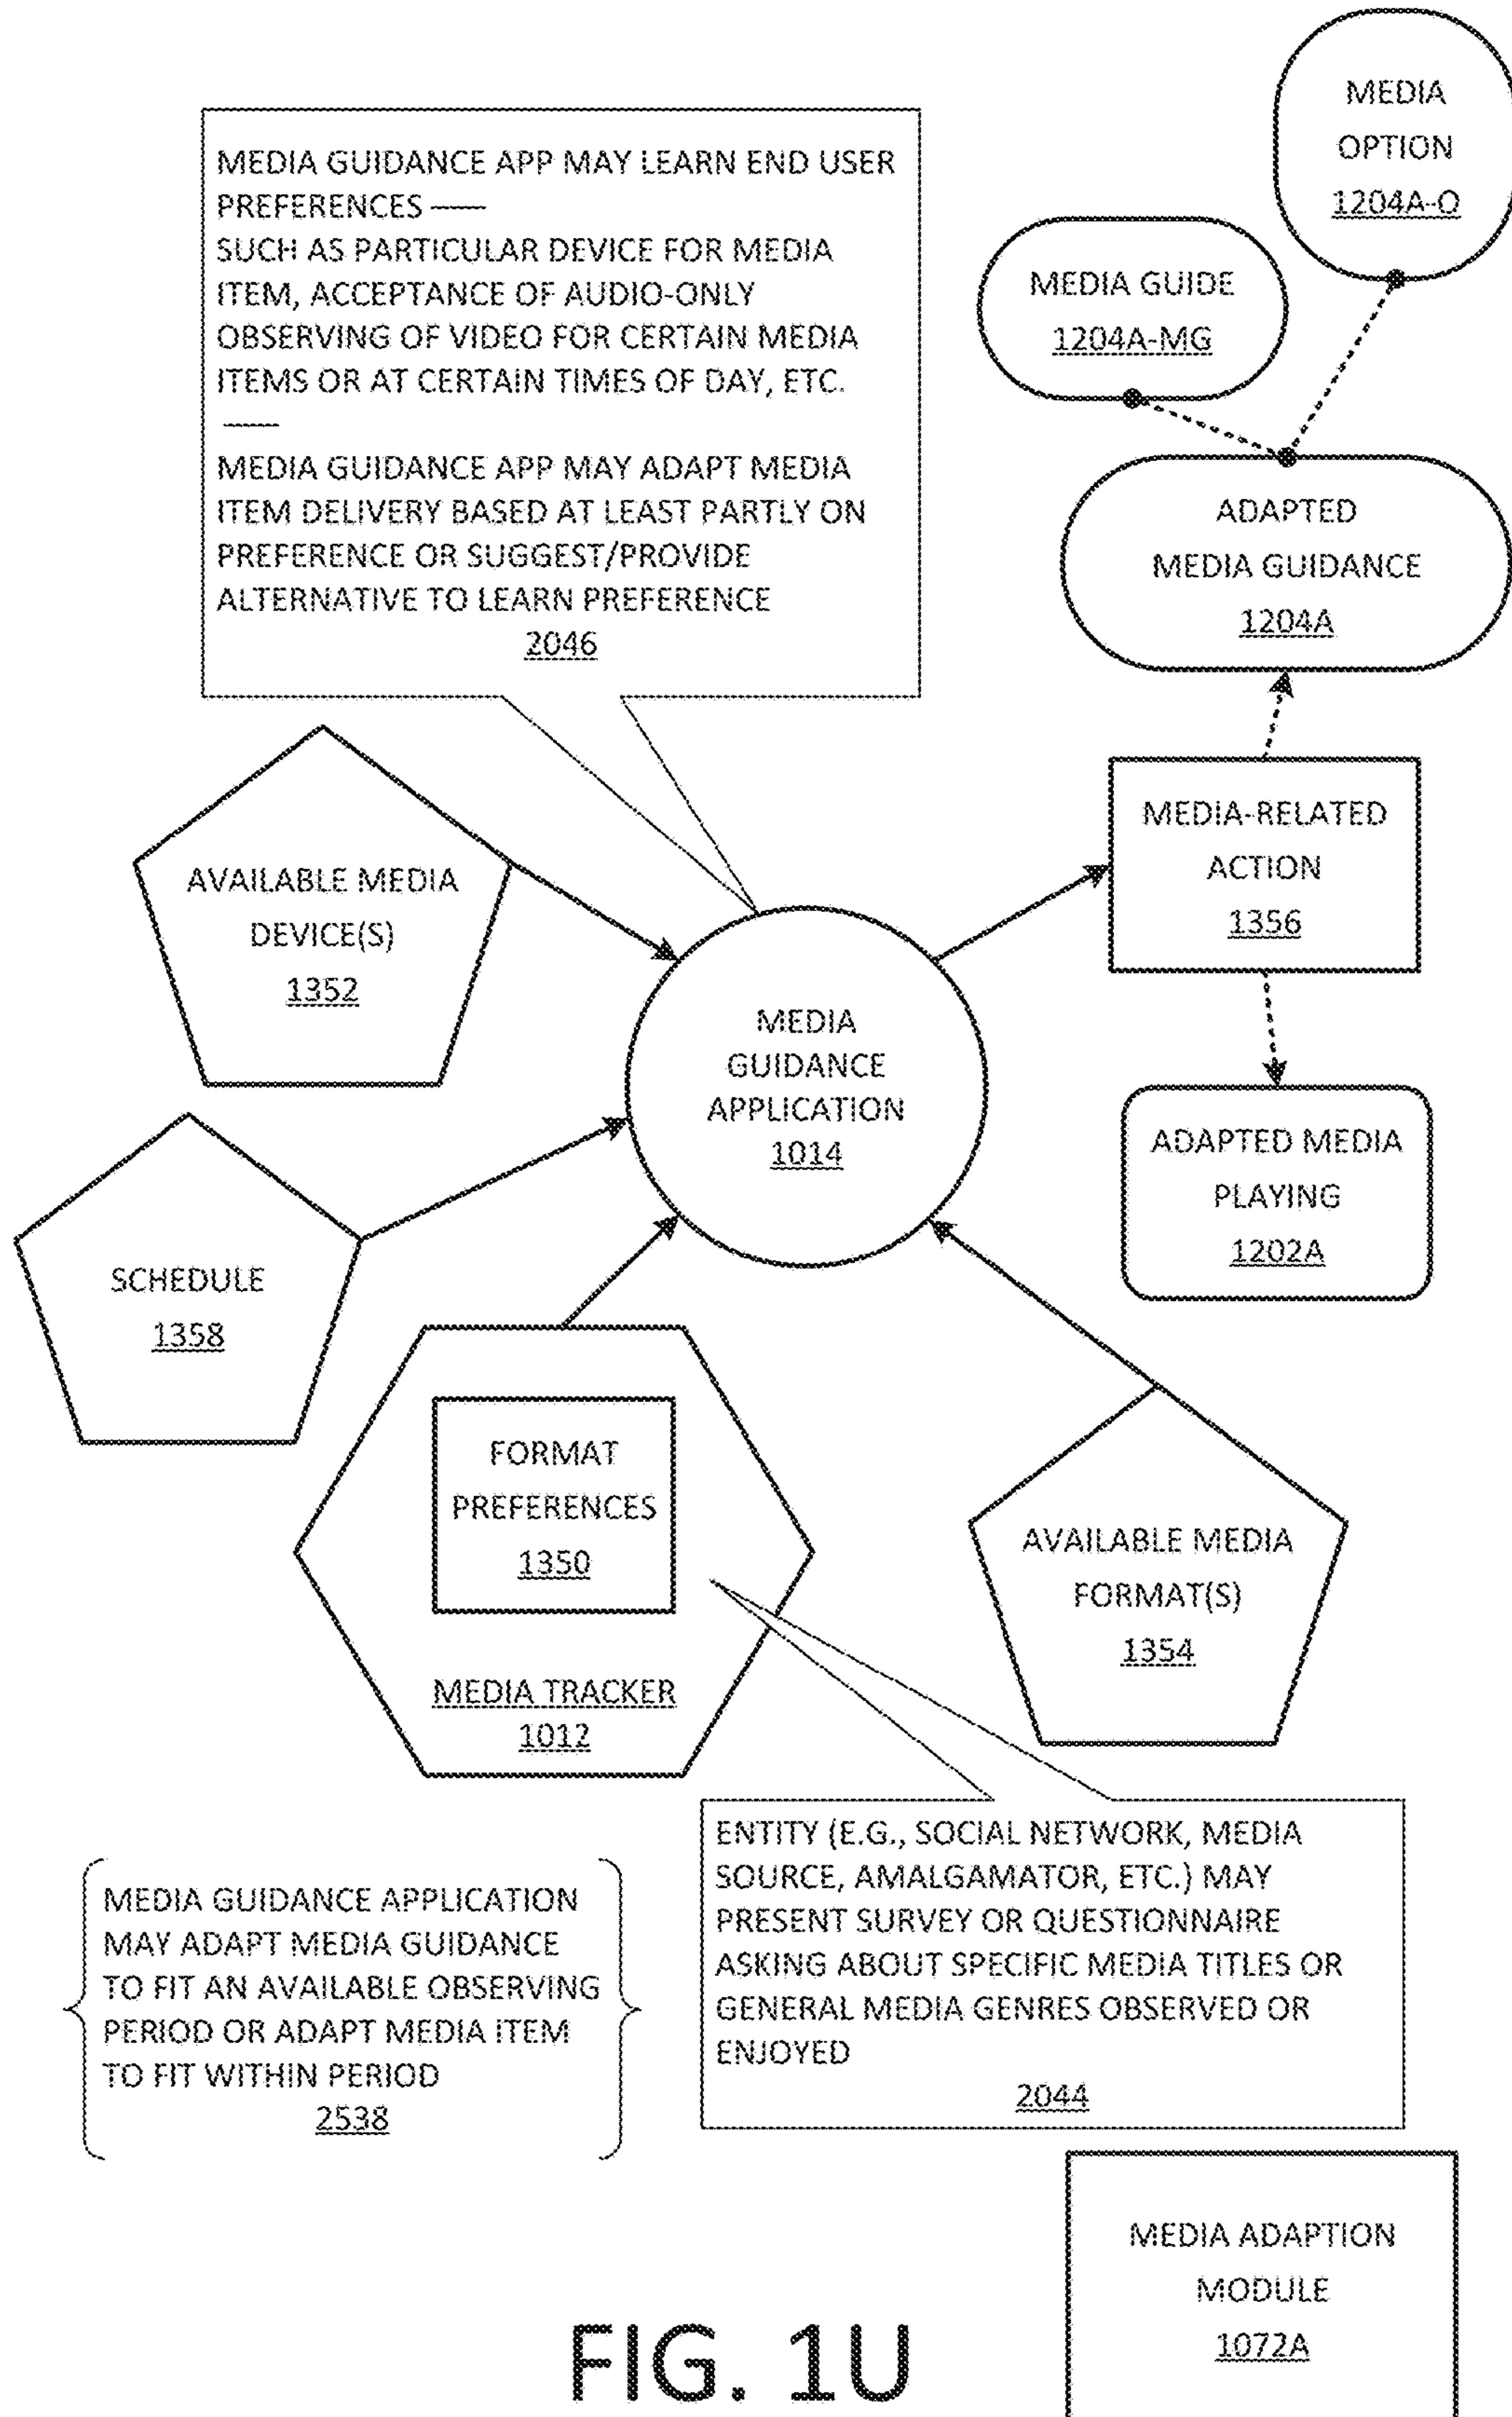 MEDIA
OPTION
1204A-O
MEDIA GUIDE
1204A-MG
MEDIA GUIDANCE APP MAY LEARN END USER
PREFERENCES ——
SUCH AS PARTICULAR DEVICE FOR MEDIA
ITEM, ACCEPTANCE OF AUDIO-ONLY
OBSERVING OF VIDEO FOR CERTAIN MEDIA
ITEMS OR AT CERTAIN TIMES OF DAY, ETC.
——
MEDIA GUIDANCE APP MAY ADAPT MEDIA
ITEM DELIVERY BASED AT LEAST PARTLY ON
PREFERENCE OR SUGGEST/PROVIDE
ALTERNATIVE TO LEARN PREFERENCE
2046
ADAPTED
MEDIA GUIDANCE
1204A
MEDIA-RELATED
ACTION
1356
AVAILABLE MEDIA
DEVICE(S)
1352
MEDIA
GUIDANCE
APPLICATION
1014
ADAPTED MEDIA
PLAYING
1202A
SCHEDULE
1358
FORMAT
PREFERENCES
1350
MEDIA TRACKER
1012
AVAILABLE MEDIA
FORMAT(S)
1354
ENTITY (E.G., SOCIAL NETWORK, MEDIA
SOURCE, AMALGAMATOR, ETC.) MAY
PRESENT SURVEY OR QUESTIONNAIRE
ASKING ABOUT SPECIFIC MEDIA TITLES OR
GENERAL MEDIA GENRES OBSERVED OR
ENJOYED
2044
MEDIA GUIDANCE APPLICATION
MAY ADAPT MEDIA GUIDANCE
TO FIT AN AVAILABLE OBSERVING
PERIOD OR ADAPT MEDIA ITEM
TO FIT WITHIN PERIOD
2538
MEDIA ADAPTION
MODULE
1072A
FIG. 1U